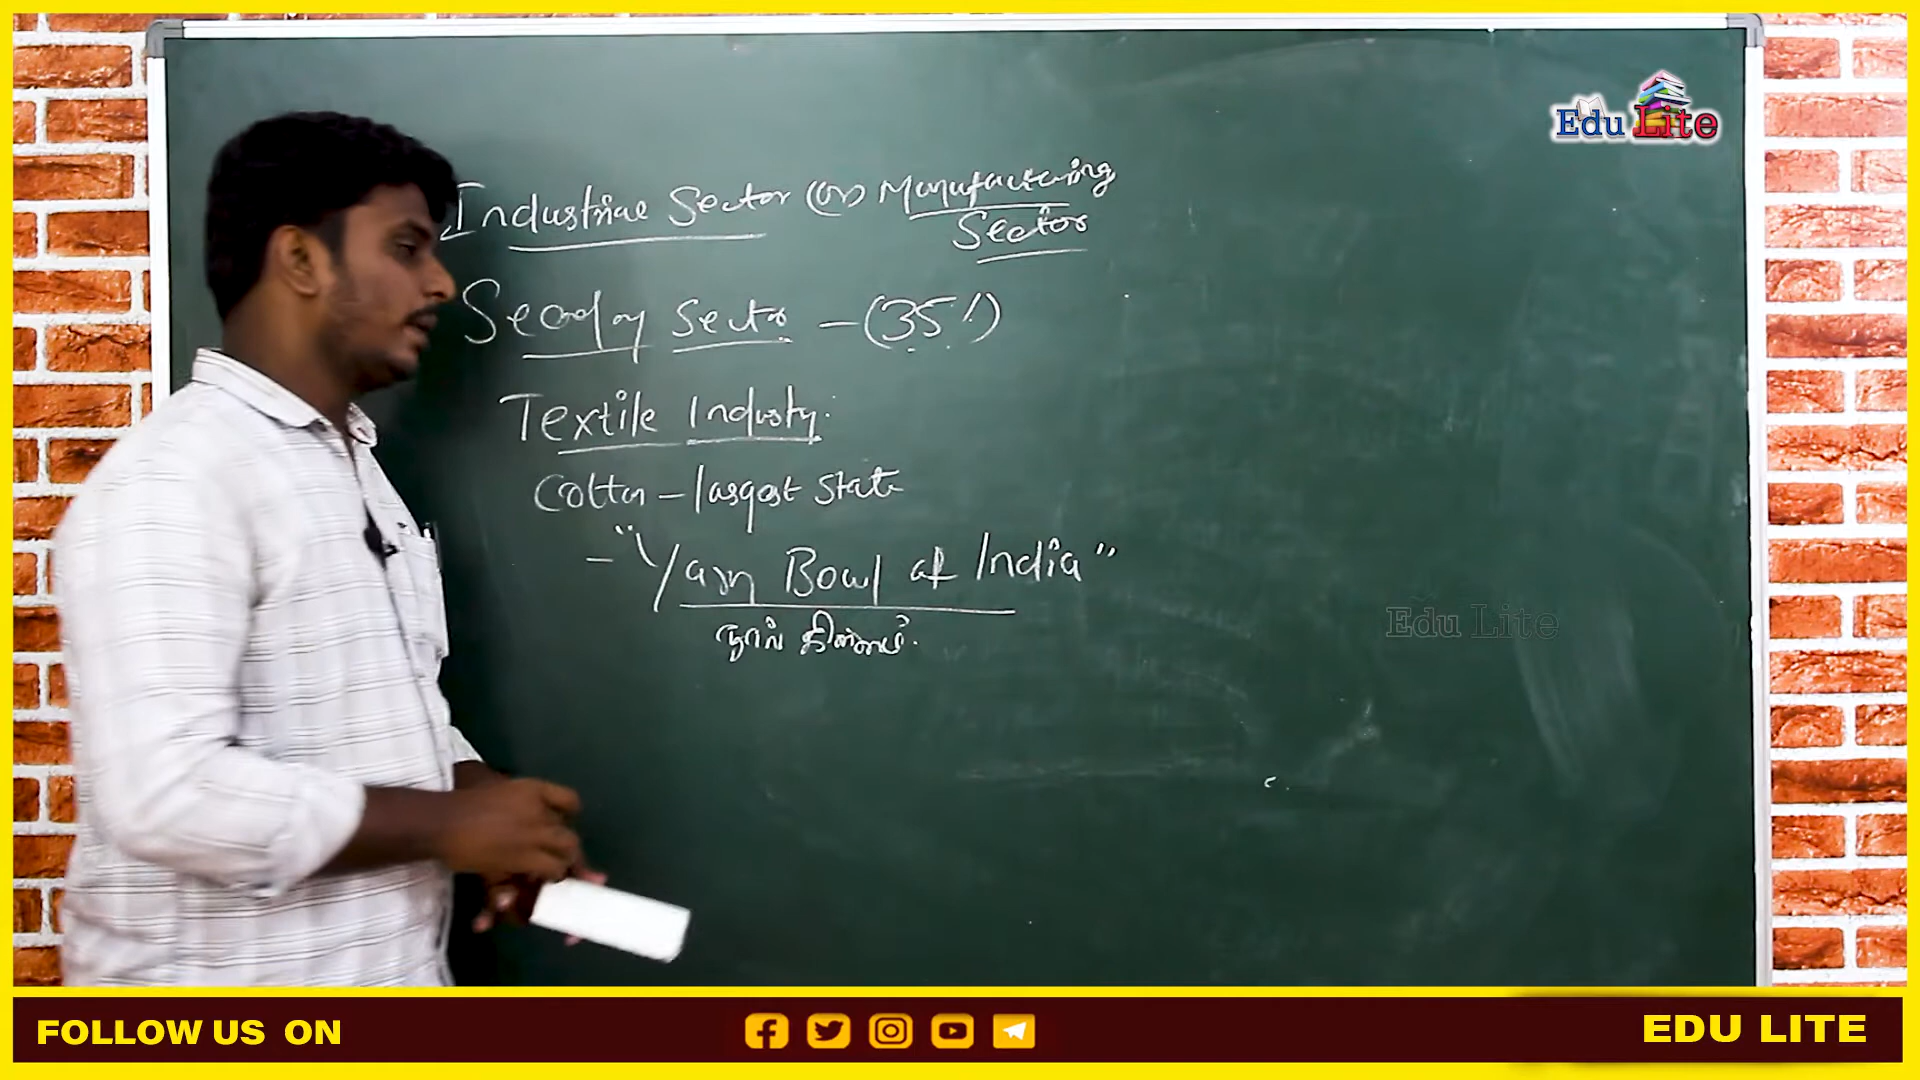 Edu Lite
Industrial Sector (or) Manufacturing
Sector
Secondary Sector - (35%)
Textile Industry.
Cotton - largest state
- "Yarn Bowl of India"
நூல் கிண்ணம்.
Edu Lite
FOLLOW US ON
EDU LITE